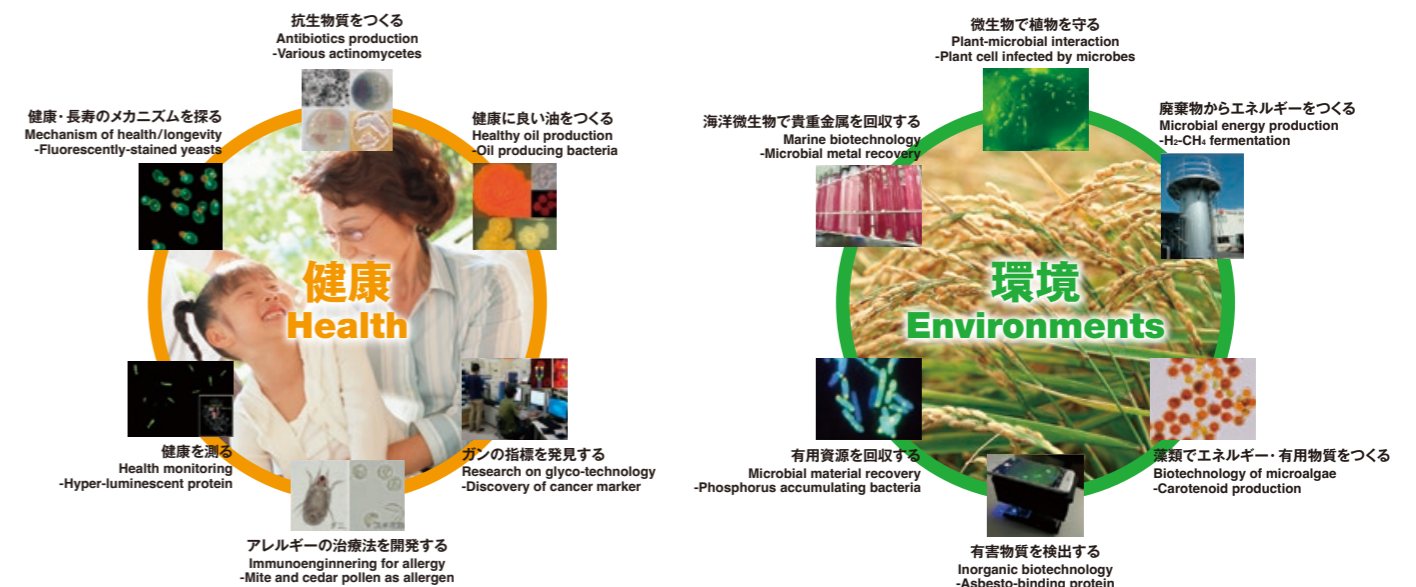 抗生物質をつくる
Antibiotics production
-Various actinomycetes
健康・長寿のメカニズムを探る
Mechanism of health/longevity
-Fluorescently-stained yeasts
健康に良い油をつくる
Healthy oil production
-Oil producing bacteria
健康
Health
健康を測る
Health monitoring
-Hyper-luminescent protein
ガンの指標を発見する
Research on glyco-technology
-Discovery of cancer marker
ダニ
スギ花粉
アレルギーの治療法を開発する
Immunoenginnering for allergy
-Mite and cedar pollen as allergen
微生物で植物を守る
Plant-microbial interaction
-Plant cell infected by microbes
海洋微生物で貴重金属を回収する
Marine biotechnology
-Microbial metal recovery
廃棄物からエネルギーをつくる
Microbial energy production
-H₂-CH₄ fermentation
環境
Environments
有用資源を回収する
Microbial material recovery
-Phosphorus accumulating bacteria
藻類でエネルギー・有用物質をつくる
Biotechnology of microalgae
-Carotenoid production
有害物質を検出する
Inorganic biotechnology
-Asbesto-binding protein